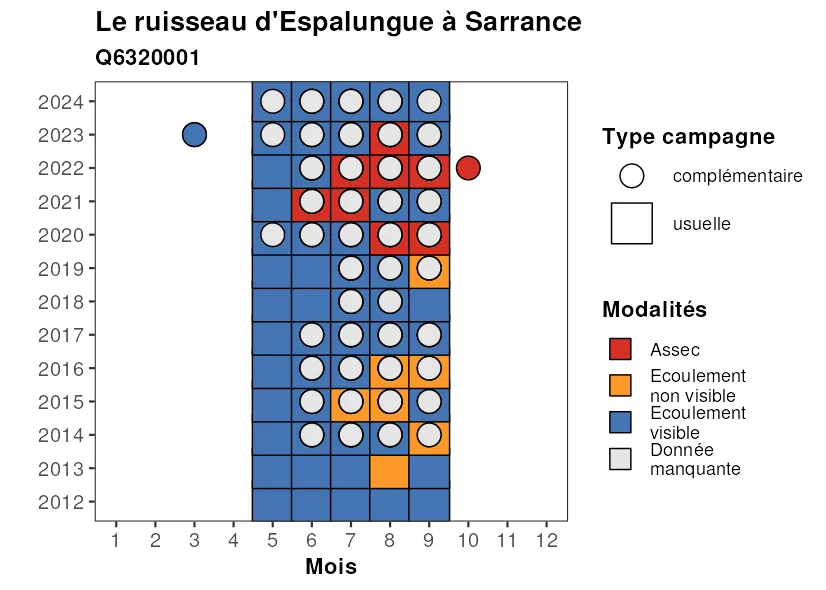 Le ruisseau d'Espalungue à Sarrance
Q6320001
2024
2023
2022
2021
2020
2019
2018
2017
2016
2015
2014
2013
2012
1 2 3 4 5 6 7 8 9 10 11 12
Mois
Type campagne
complémentaire
usuelle
Modalités
Assec
Ecoulement
non visible
Ecoulement
visible
Donnée
manquante